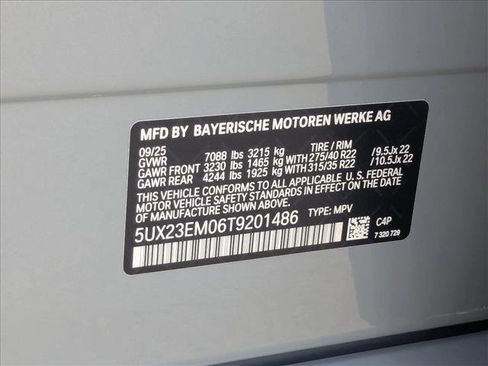 MFD BY BAYERISCHE MOTOREN WERKE AG
09/25 TIRE / RIM
GVWR 7088 lbs 3215 kg
GAWR FRONT 3230 lbs 1465 kg WITH 275/40 R22 /9.5Jx 22
GAWR REAR 4244 lbs 1925 kg WITH 315/35 R22 /10.5Jx 22
THIS VEHICLE CONFORMS TO ALL APPLICABLE U.S. FEDERAL
MOTOR VEHICLE SAFETY STANDARDS IN EFFECT ON THE DATE
OF MANUFACTURE SHOWN ABOVE.
5UX23EM06T9201486 TYPE: MPV
C4P
7 320 729